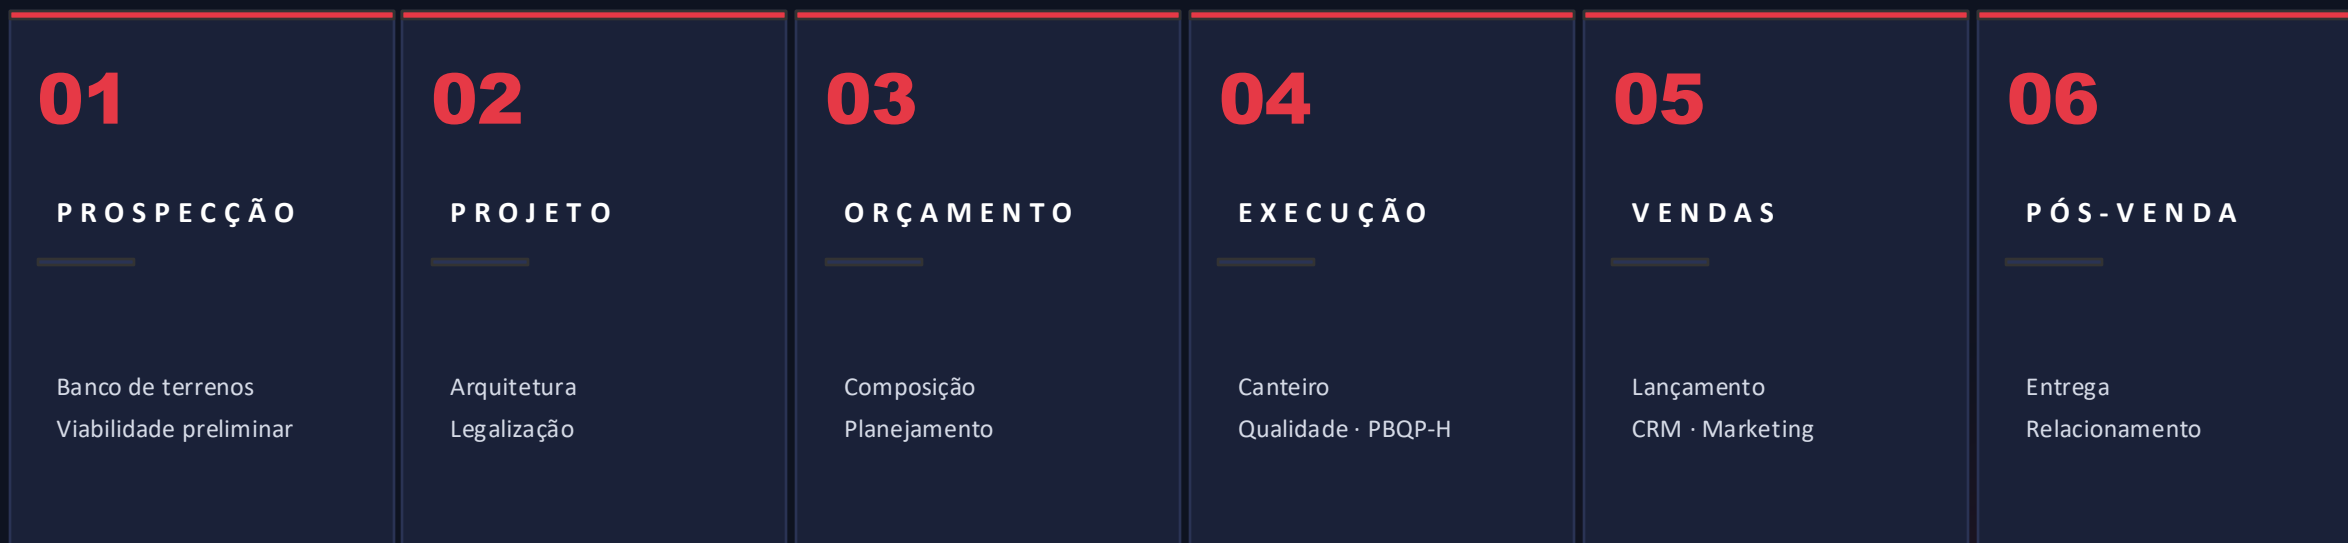 01
PROSPECÇÃO
Banco de terrenos
Viabilidade preliminar
02
PROJETO
Arquitetura
Legalização
03
ORÇAMENTO
Composição
Planejamento
04
EXECUÇÃO
Canteiro
Qualidade · PBQP-H
05
VENDAS
Lançamento
CRM · Marketing
06
PÓS-VENDA
Entrega
Relacionamento